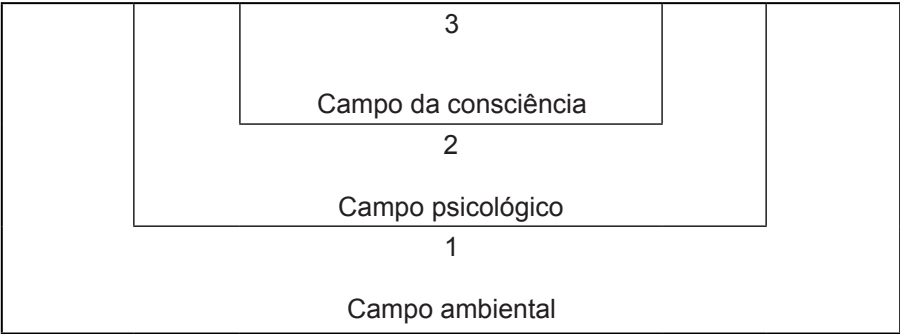 3
Campo da consciência
2
Campo psicológico
1
Campo ambiental